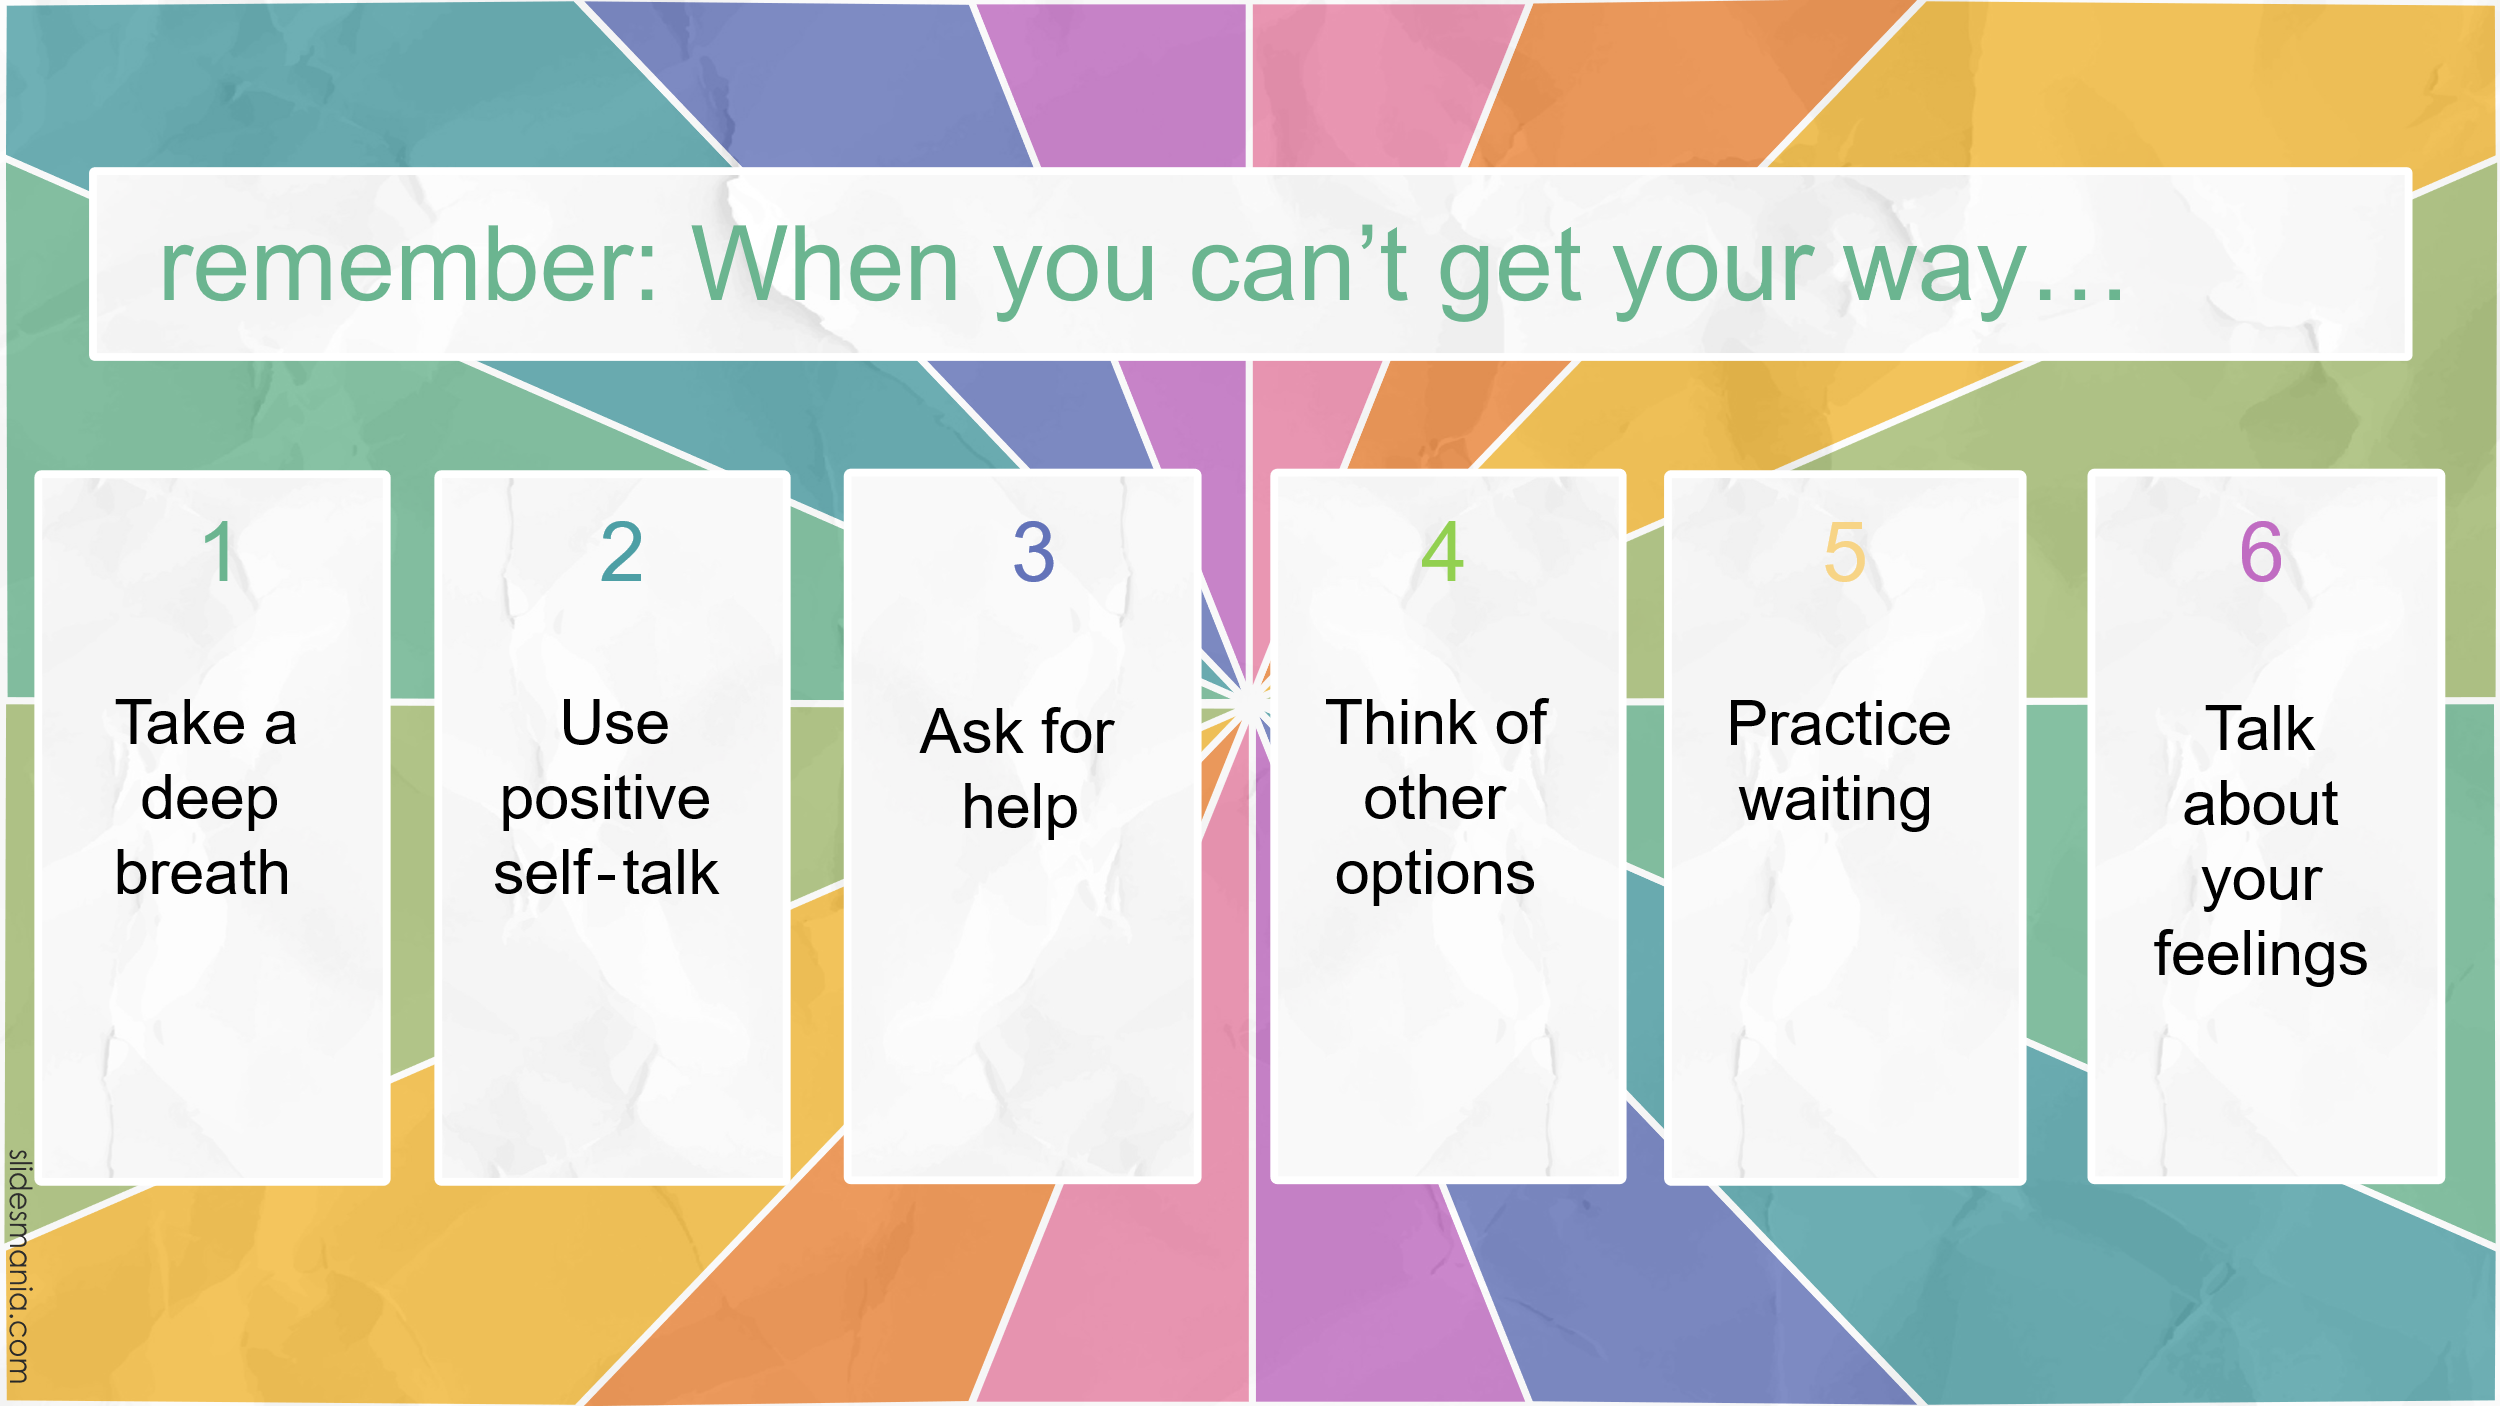 remember: When you can’t get your way…
1
Take a
deep
breath
2
Use
positive
self-talk
3
Ask for
help
4
Think of
other
options
5
Practice
waiting
6
Talk
about
your
feelings
slidesmania.com